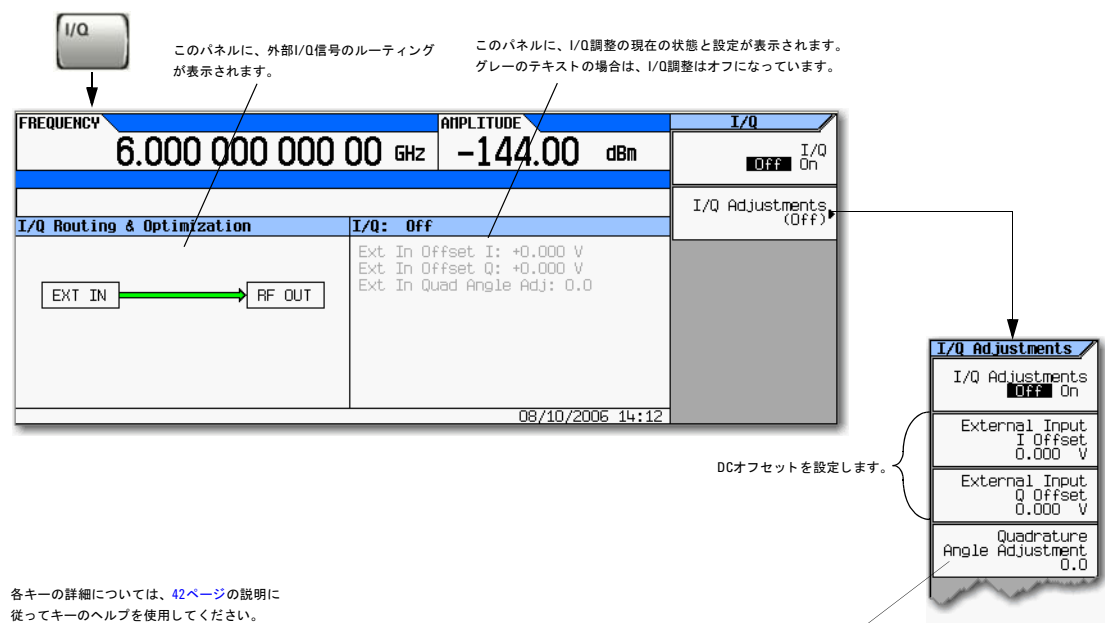 I/Q
このパネルに、外部I/Q信号のルーティング
が表示されます。
このパネルに、I/Q調整の現在の状態と設定が表示されます。
グレーのテキストの場合は、I/Q調整はオフになっています。
FREQUENCY
6.000 000 000 00 GHz
AMPLITUDE
-144.00 dBm
I/Q
I/Q
Off On
I/Q Adjustments
(Off)
I/Q Routing & Optimization
EXT IN
RF OUT
I/Q: Off
Ext In Offset I: +0.000 V
Ext In Offset Q: +0.000 V
Ext In Quad Angle Adj: 0.0
08/10/2006 14:12
I/Q Adjustments
I/Q Adjustments
Off On
External Input
I Offset
0.000 V
External Input
Q Offset
0.000 V
Quadrature
Angle Adjustment
0.0
DCオフセットを設定します。
各キーの詳細については、42ページの説明に
従ってキーのヘルプを使用してください。